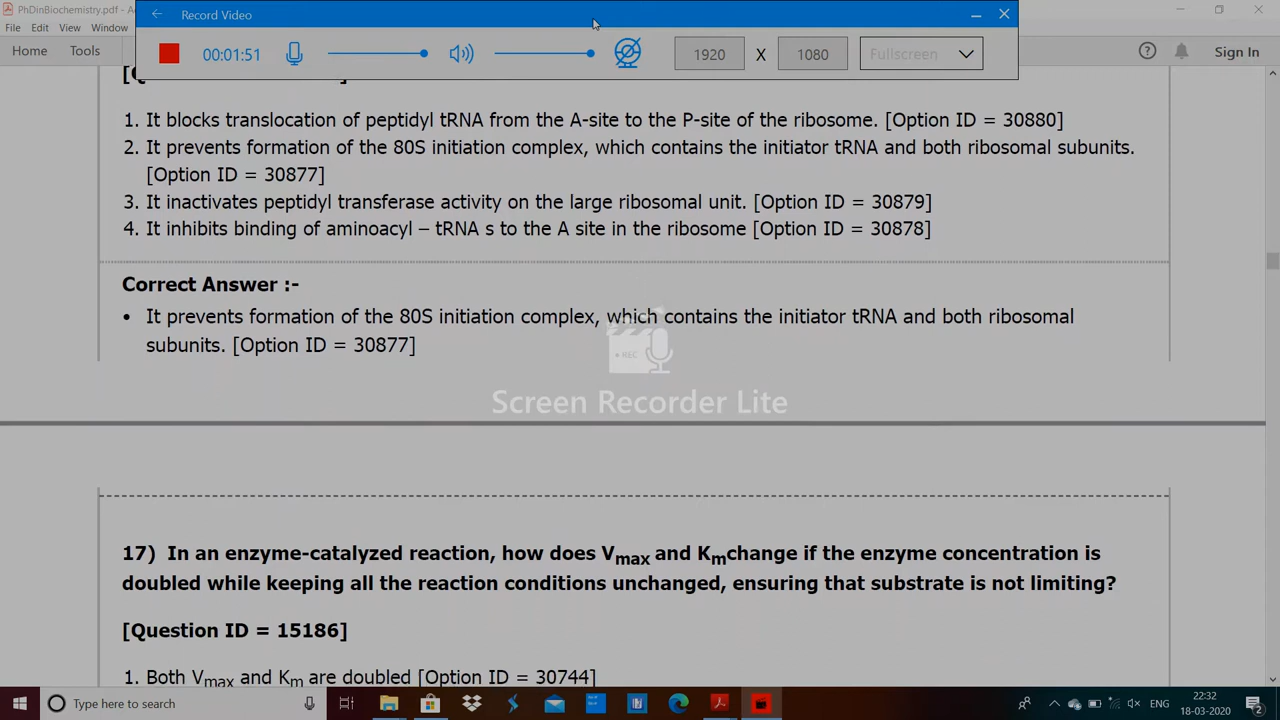 PhDinBiochemistry.pdf
Record Video
File Edit View Window
Home Tools
00:01:51
1920 X 1080 Fullscreen
Sign In
1. It blocks translocation of peptidyl tRNA from the A-site to the P-site of the ribosome. [Option ID = 30880]
2. It prevents formation of the 80S initiation complex, which contains the initiator tRNA and both ribosomal subunits.
[Option ID = 30877]
3. It inactivates peptidyl transferase activity on the large ribosomal unit. [Option ID = 30879]
4. It inhibits binding of aminoacyl – tRNA s to the A site in the ribosome [Option ID = 30878]
Correct Answer :-
• It prevents formation of the 80S initiation complex, which contains the initiator tRNA and both ribosomal
subunits. [Option ID = 30877]
REC
Screen Recorder Lite
17) In an enzyme-catalyzed reaction, how does Vmax and Kmchange if the enzyme concentration is
doubled while keeping all the reaction conditions unchanged, ensuring that substrate is not limiting?
[Question ID = 15186]
1. Both Vmax and Km are doubled [Option ID = 30744]
Type here to search
ENG
22:32
18-03-2020
2